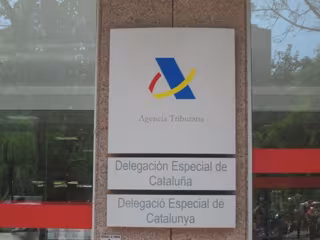 Agencia Tributaria
Delegación Especial de
Cataluña
Delegació Especial de
Catalunya